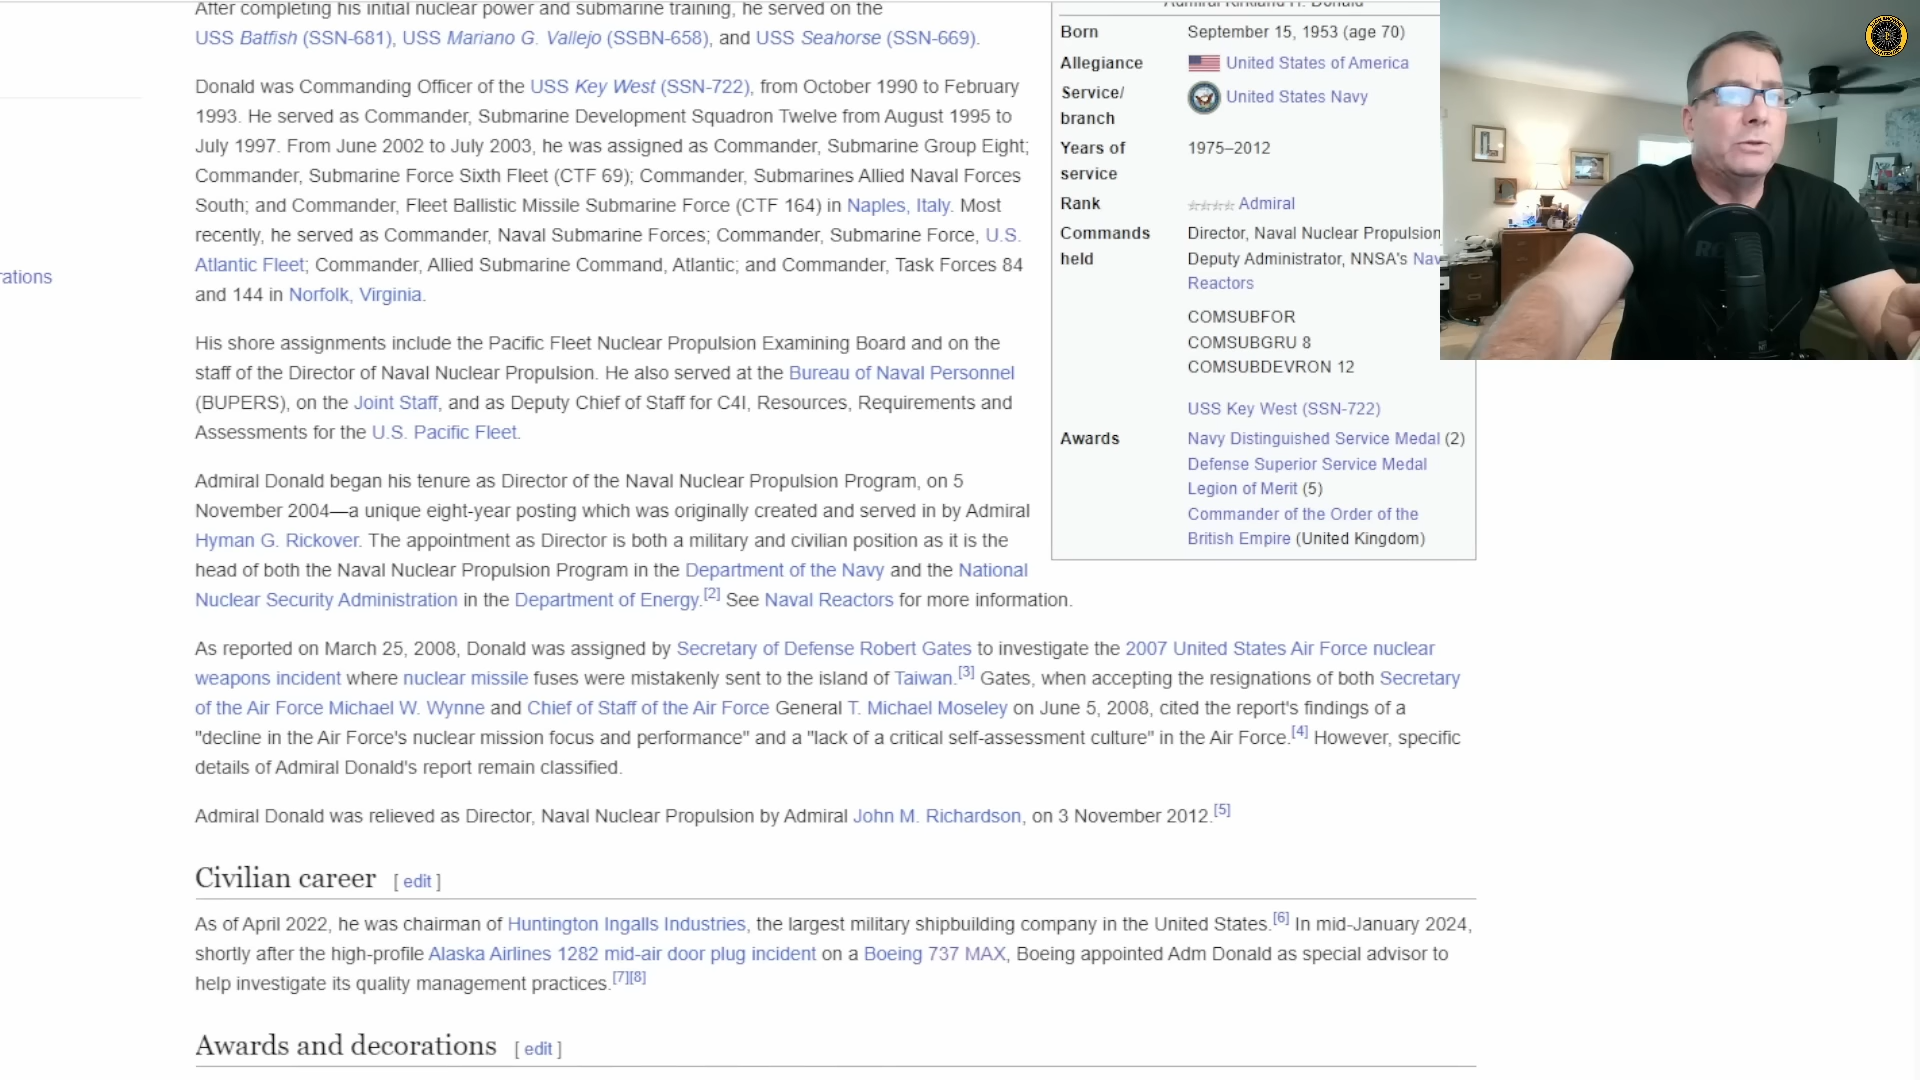 After completing his initial nuclear power and submarine training, he served on the
USS Batfish (SSN-681), USS Mariano G. Vallejo (SSBN-658), and USS Seahorse (SSN-669).
Donald was Commanding Officer of the USS Key West (SSN-722), from October 1990 to February
1993. He served as Commander, Submarine Development Squadron Twelve from August 1995 to
July 1997. From June 2002 to July 2003, he was assigned as Commander, Submarine Group Eight;
Commander, Submarine Force Sixth Fleet (CTF 69); Commander, Submarines Allied Naval Forces
South; and Commander, Fleet Ballistic Missile Submarine Force (CTF 164) in Naples, Italy. Most
recently, he served as Commander, Naval Submarine Forces; Commander, Submarine Force, U.S.
Atlantic Fleet; Commander, Allied Submarine Command, Atlantic; and Commander, Task Forces 84
and 144 in Norfolk, Virginia.
rations
His shore assignments include the Pacific Fleet Nuclear Propulsion Examining Board and on the
staff of the Director of Naval Nuclear Propulsion. He also served at the Bureau of Naval Personnel
(BUPERS), on the Joint Staff, and as Deputy Chief of Staff for C4I, Resources, Requirements and
Assessments for the U.S. Pacific Fleet.
Admiral Donald began his tenure as Director of the Naval Nuclear Propulsion Program, on 5
November 2004—a unique eight-year posting which was originally created and served in by Admiral
Hyman G. Rickover. The appointment as Director is both a military and civilian position as it is the
head of both the Naval Nuclear Propulsion Program in the Department of the Navy and the National
Nuclear Security Administration in the Department of Energy.[2] See Naval Reactors for more information.
As reported on March 25, 2008, Donald was assigned by Secretary of Defense Robert Gates to investigate the 2007 United States Air Force nuclear
weapons incident where nuclear missile fuses were mistakenly sent to the island of Taiwan.[3] Gates, when accepting the resignations of both Secretary
of the Air Force Michael W. Wynne and Chief of Staff of the Air Force General T. Michael Moseley on June 5, 2008, cited the report's findings of a
"decline in the Air Force's nuclear mission focus and performance" and a "lack of a critical self-assessment culture" in the Air Force.[4] However, specific
details of Admiral Donald's report remain classified.
Admiral Donald was relieved as Director, Naval Nuclear Propulsion by Admiral John M. Richardson, on 3 November 2012.[5]
Civilian career [ edit ]
As of April 2022, he was chairman of Huntington Ingalls Industries, the largest military shipbuilding company in the United States.[6] In mid-January 2024,
shortly after the high-profile Alaska Airlines 1282 mid-air door plug incident on a Boeing 737 MAX, Boeing appointed Adm Donald as special advisor to
help investigate its quality management practices.[7][8]
Awards and decorations [ edit ]
Admiral Kirkland H. Donald
Born September 15, 1953 (age 70)
Allegiance United States of America
Service/
branch United States Navy
Years of
service 1975–2012
Rank Admiral
Commands
held Director, Naval Nuclear Propulsion
Deputy Administrator, NNSA's Nav
Reactors
COMSUBFOR
COMSUBGRU 8
COMSUBDEVRON 12
USS Key West (SSN-722)
Awards Navy Distinguished Service Medal (2)
Defense Superior Service Medal
Legion of Merit (5)
Commander of the Order of the
British Empire (United Kingdom)